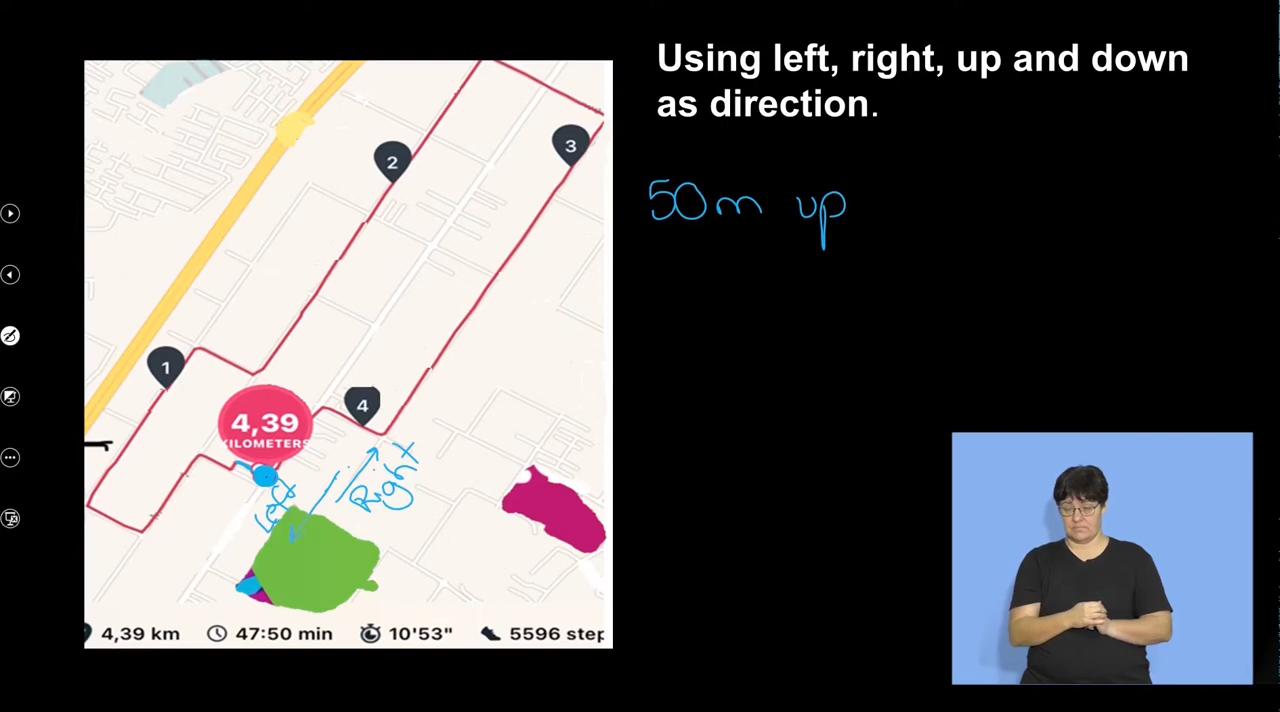 Using left, right, up and down
as direction.
50m up
2
3
1
4
4,39
KILOMETERS
Left
Right
4,39 km 47:50 min 10'53" 5596 step